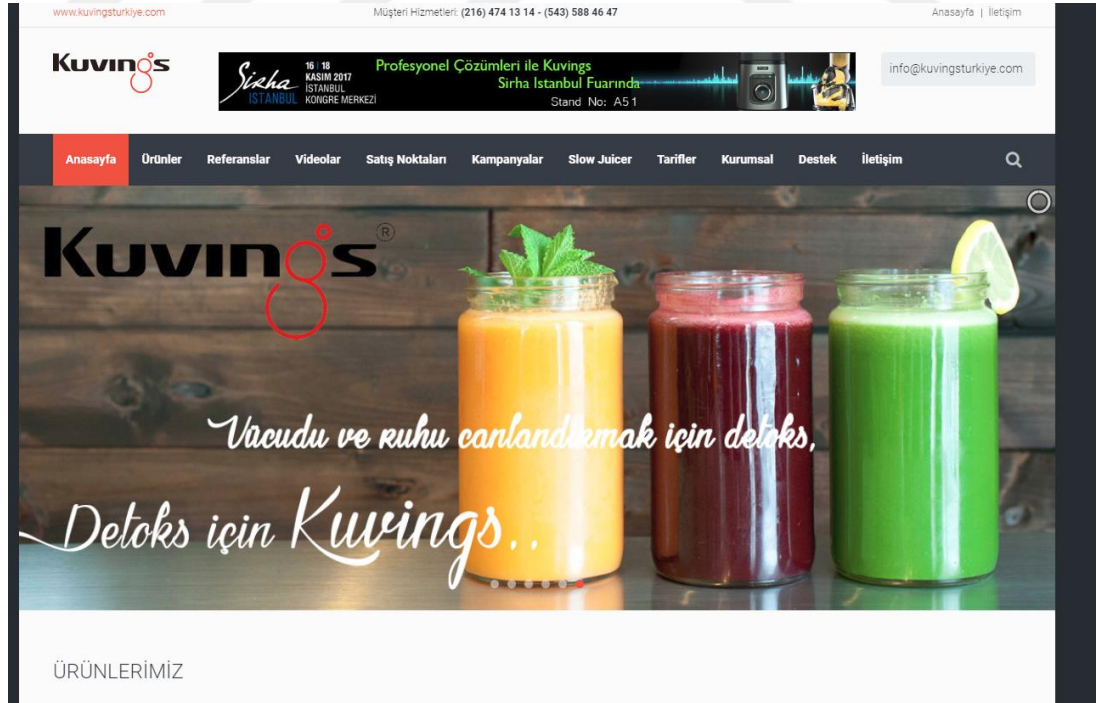 www.kuvingsturkiye.com
Müşteri Hizmetleri: (216) 474 13 14 - (543) 588 46 47
Anasayfa | İletişim
Kuvings
Sirha
ISTANBUL
16 | 18
KASIM 2017
İSTANBUL
KONGRE MERKEZİ
Profesyonel Çözümleri ile Kuvings
Sirha Istanbul Fuarında
Stand No: A51
info@kuvingsturkiye.com
Anasayfa Ürünler Referanslar Videolar Satış Noktaları Kampanyalar Slow Juicer Tarifler Kurumsal Destek İletişim
Kuvings®
Vücudu ve ruhu canlandırmak için detoks,
Detoks için Kuvings..
ÜRÜNLERİMİZ